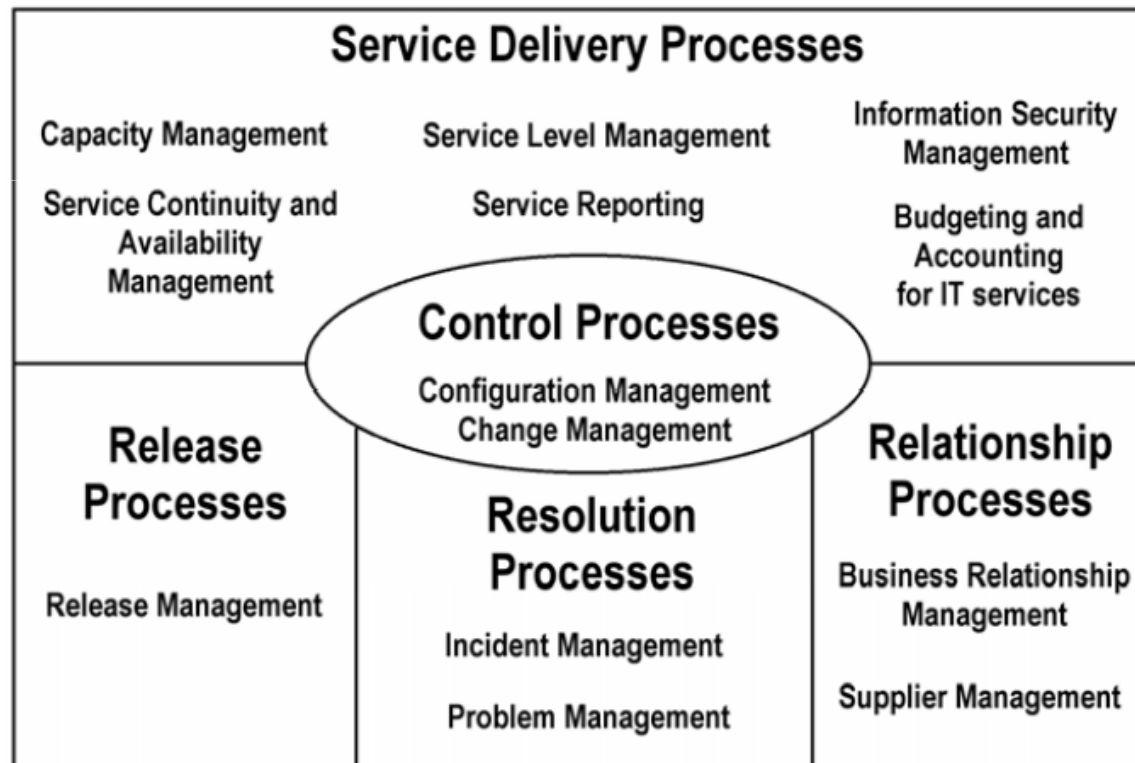 Service Delivery Processes
Capacity Management
Service Continuity and
Availability
Management
Service Level Management
Service Reporting
Information Security
Management
Budgeting and
Accounting
for IT services
Control Processes
Configuration Management
Change Management
Release
Processes
Release Management
Resolution
Processes
Incident Management
Problem Management
Relationship
Processes
Business Relationship
Management
Supplier Management